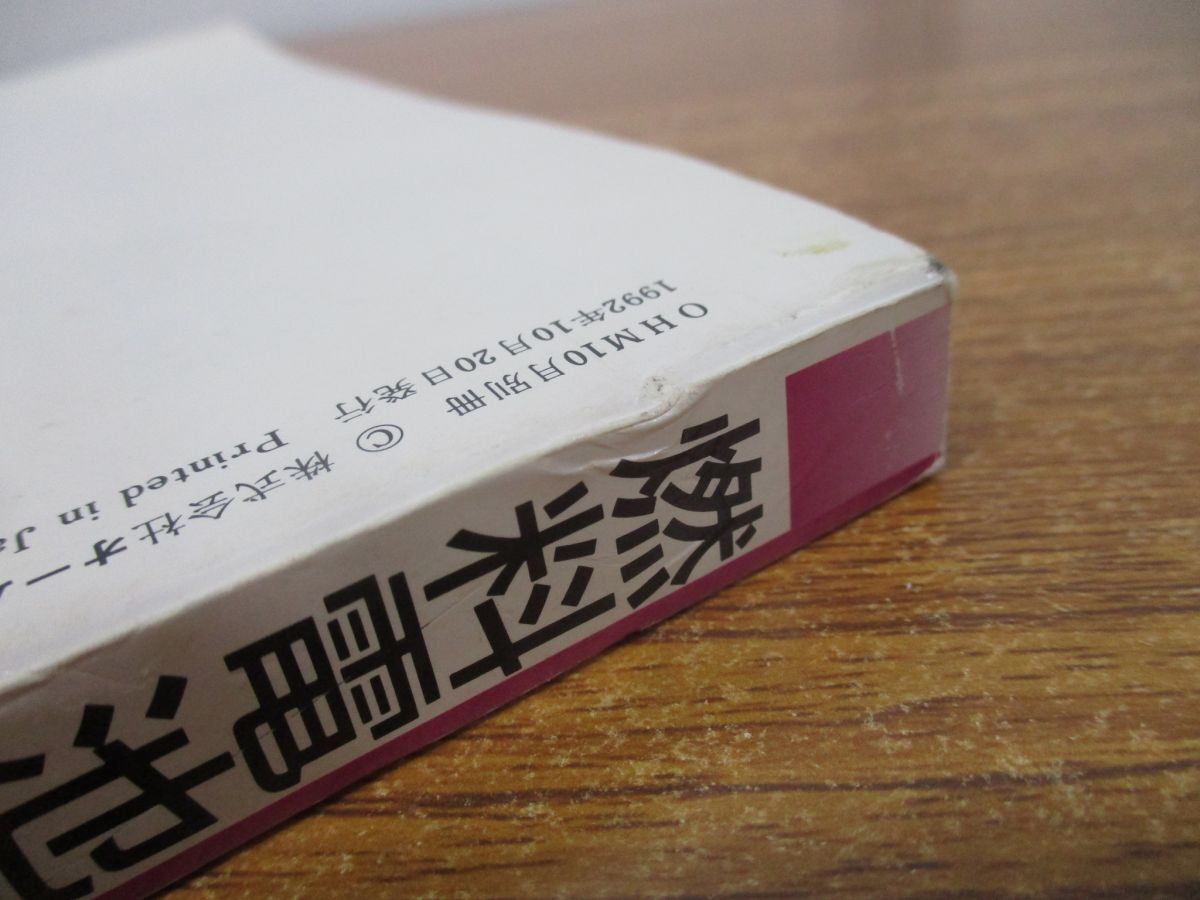 OHM10月別冊
1992年10月20日発行
Ⓒ 株式会社オー
Printed in
燃料電池